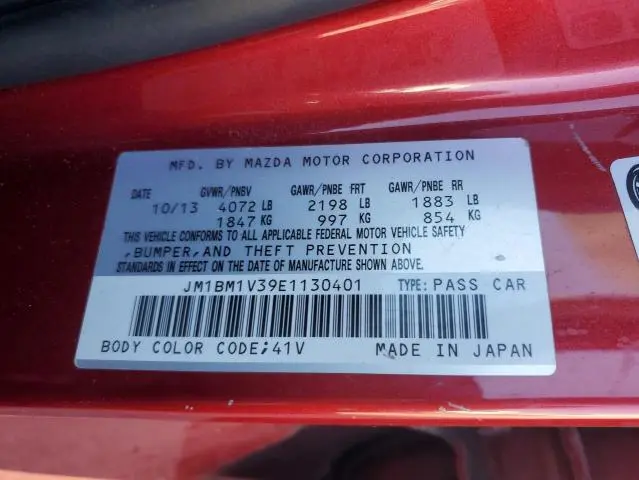 MFD. BY MAZDA MOTOR CORPORATION
DATE GVWR/PNBV GAWR/PNBE FRT GAWR/PNBE RR
10/13 4072 LB 2198 LB 1883 LB
1847 KG 997 KG 854 KG
THIS VEHICLE CONFORMS TO ALL APPLICABLE FEDERAL MOTOR VEHICLE SAFETY
,BUMPER,AND THEFT PREVENTION
STANDARDS IN EFFECT ON THE DATE OF MANUFACTURE SHOWN ABOVE.
JM1BM1V39E1130401 TYPE: PASS CAR
BODY COLOR CODE;41V MADE IN JAPAN